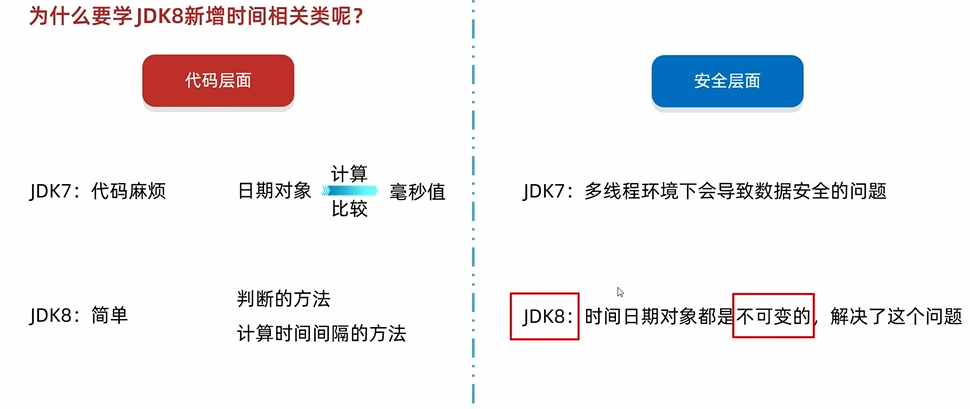 为什么要学JDK8新增时间相关类呢？
代码层面
JDK7：代码麻烦
日期对象
计算
比较
毫秒值
JDK8：简单
判断的方法
计算时间间隔的方法
安全层面
JDK7：多线程环境下会导致数据安全的问题
JDK8：时间日期对象都是不可变的，解决了这个问题